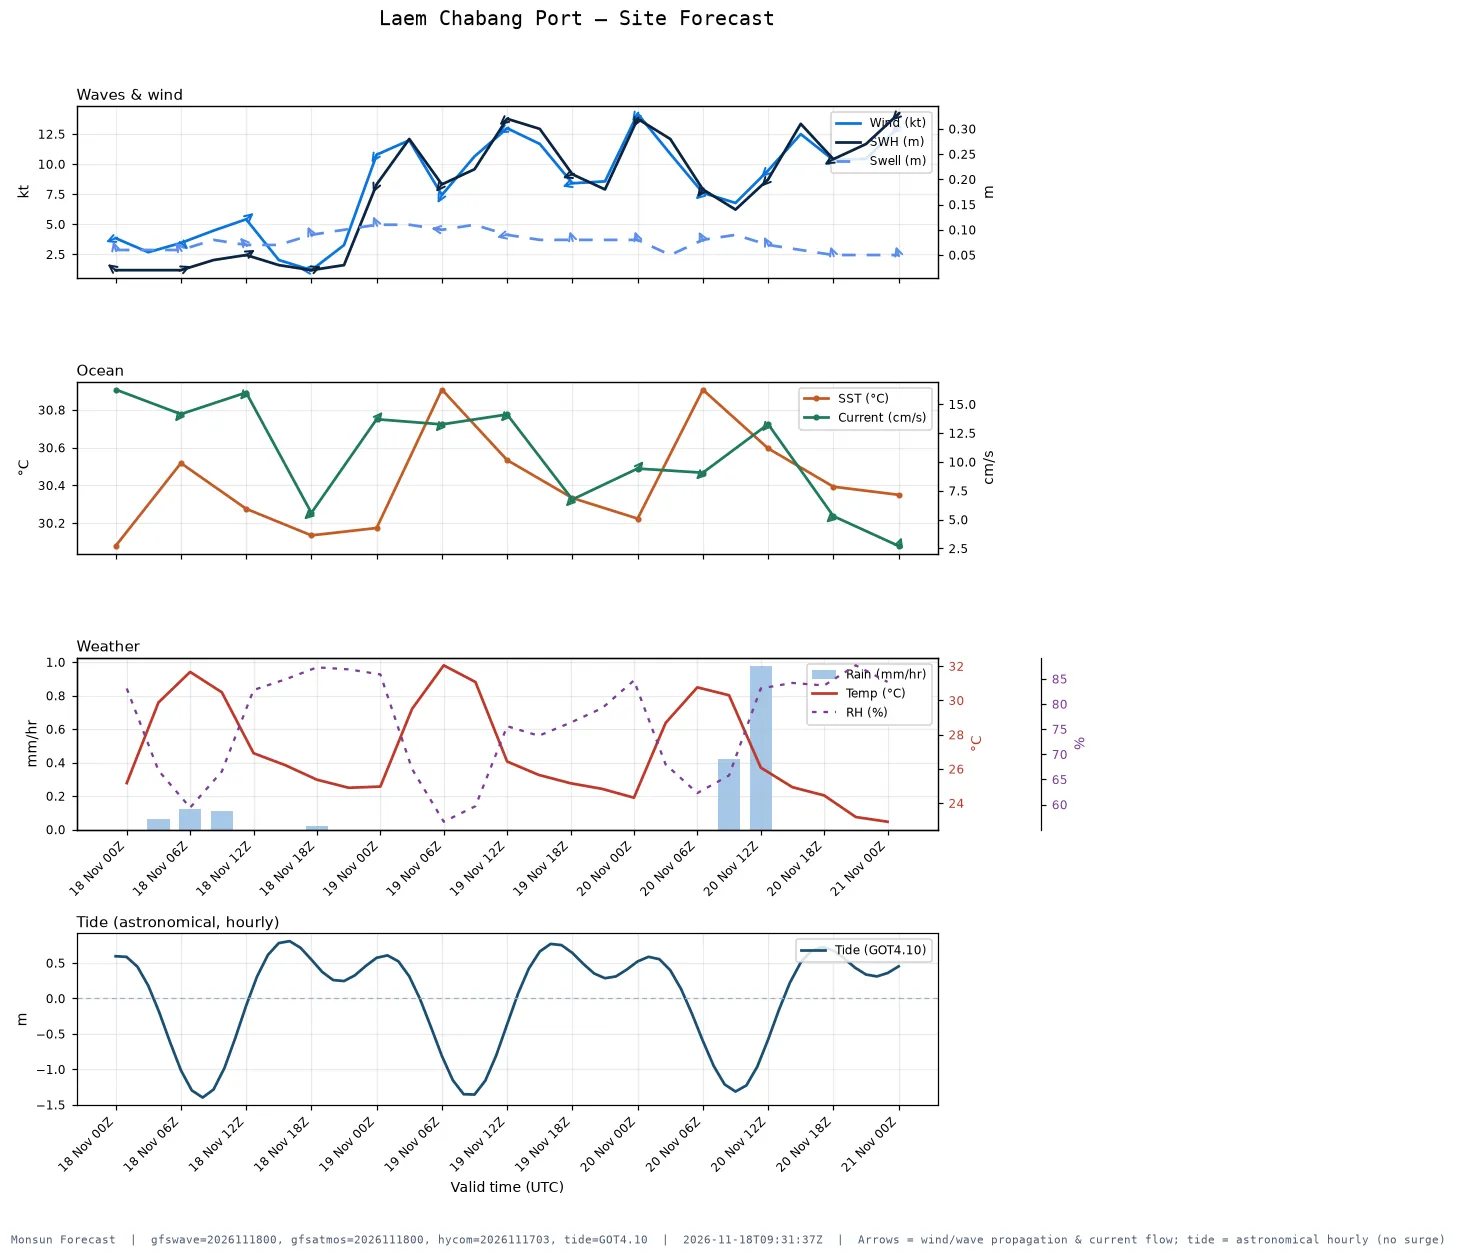 Laem Chabang Port — Site Forecast
Waves & wind
12.5
10.0
7.5
5.0
2.5
kt
Wind (kt)
SWH (m)
Swell (m)
0.30
0.25
0.20
0.15
0.10
0.05
m
Ocean
30.8
30.6
30.4
30.2
°C
SST (°C)
Current (cm/s)
15.0
12.5
10.0
7.5
5.0
2.5
cm/s
Weather
1.0
0.8
0.6
0.4
0.2
0.0
mm/hr
Rain (mm/hr)
Temp (°C)
RH (%)
32
30
28
26
24
°C
85
80
75
70
65
60
%
18 Nov 00Z
18 Nov 06Z
18 Nov 12Z
18 Nov 18Z
19 Nov 00Z
19 Nov 06Z
19 Nov 12Z
19 Nov 18Z
20 Nov 00Z
20 Nov 06Z
20 Nov 12Z
20 Nov 18Z
21 Nov 00Z
Tide (astronomical, hourly)
0.5
0.0
−0.5
−1.0
−1.5
m
Tide (GOT4.10)
18 Nov 00Z
18 Nov 06Z
18 Nov 12Z
18 Nov 18Z
19 Nov 00Z
19 Nov 06Z
19 Nov 12Z
19 Nov 18Z
20 Nov 00Z
20 Nov 06Z
20 Nov 12Z
20 Nov 18Z
21 Nov 00Z
Valid time (UTC)
Monsun Forecast | gfswave=2026111800, gfsatmos=2026111800, hycom=2026111703, tide=GOT4.10 | 2026-11-18T09:31:37Z | Arrows = wind/wave propagation & current flow; tide = astronomical hourly (no surge)